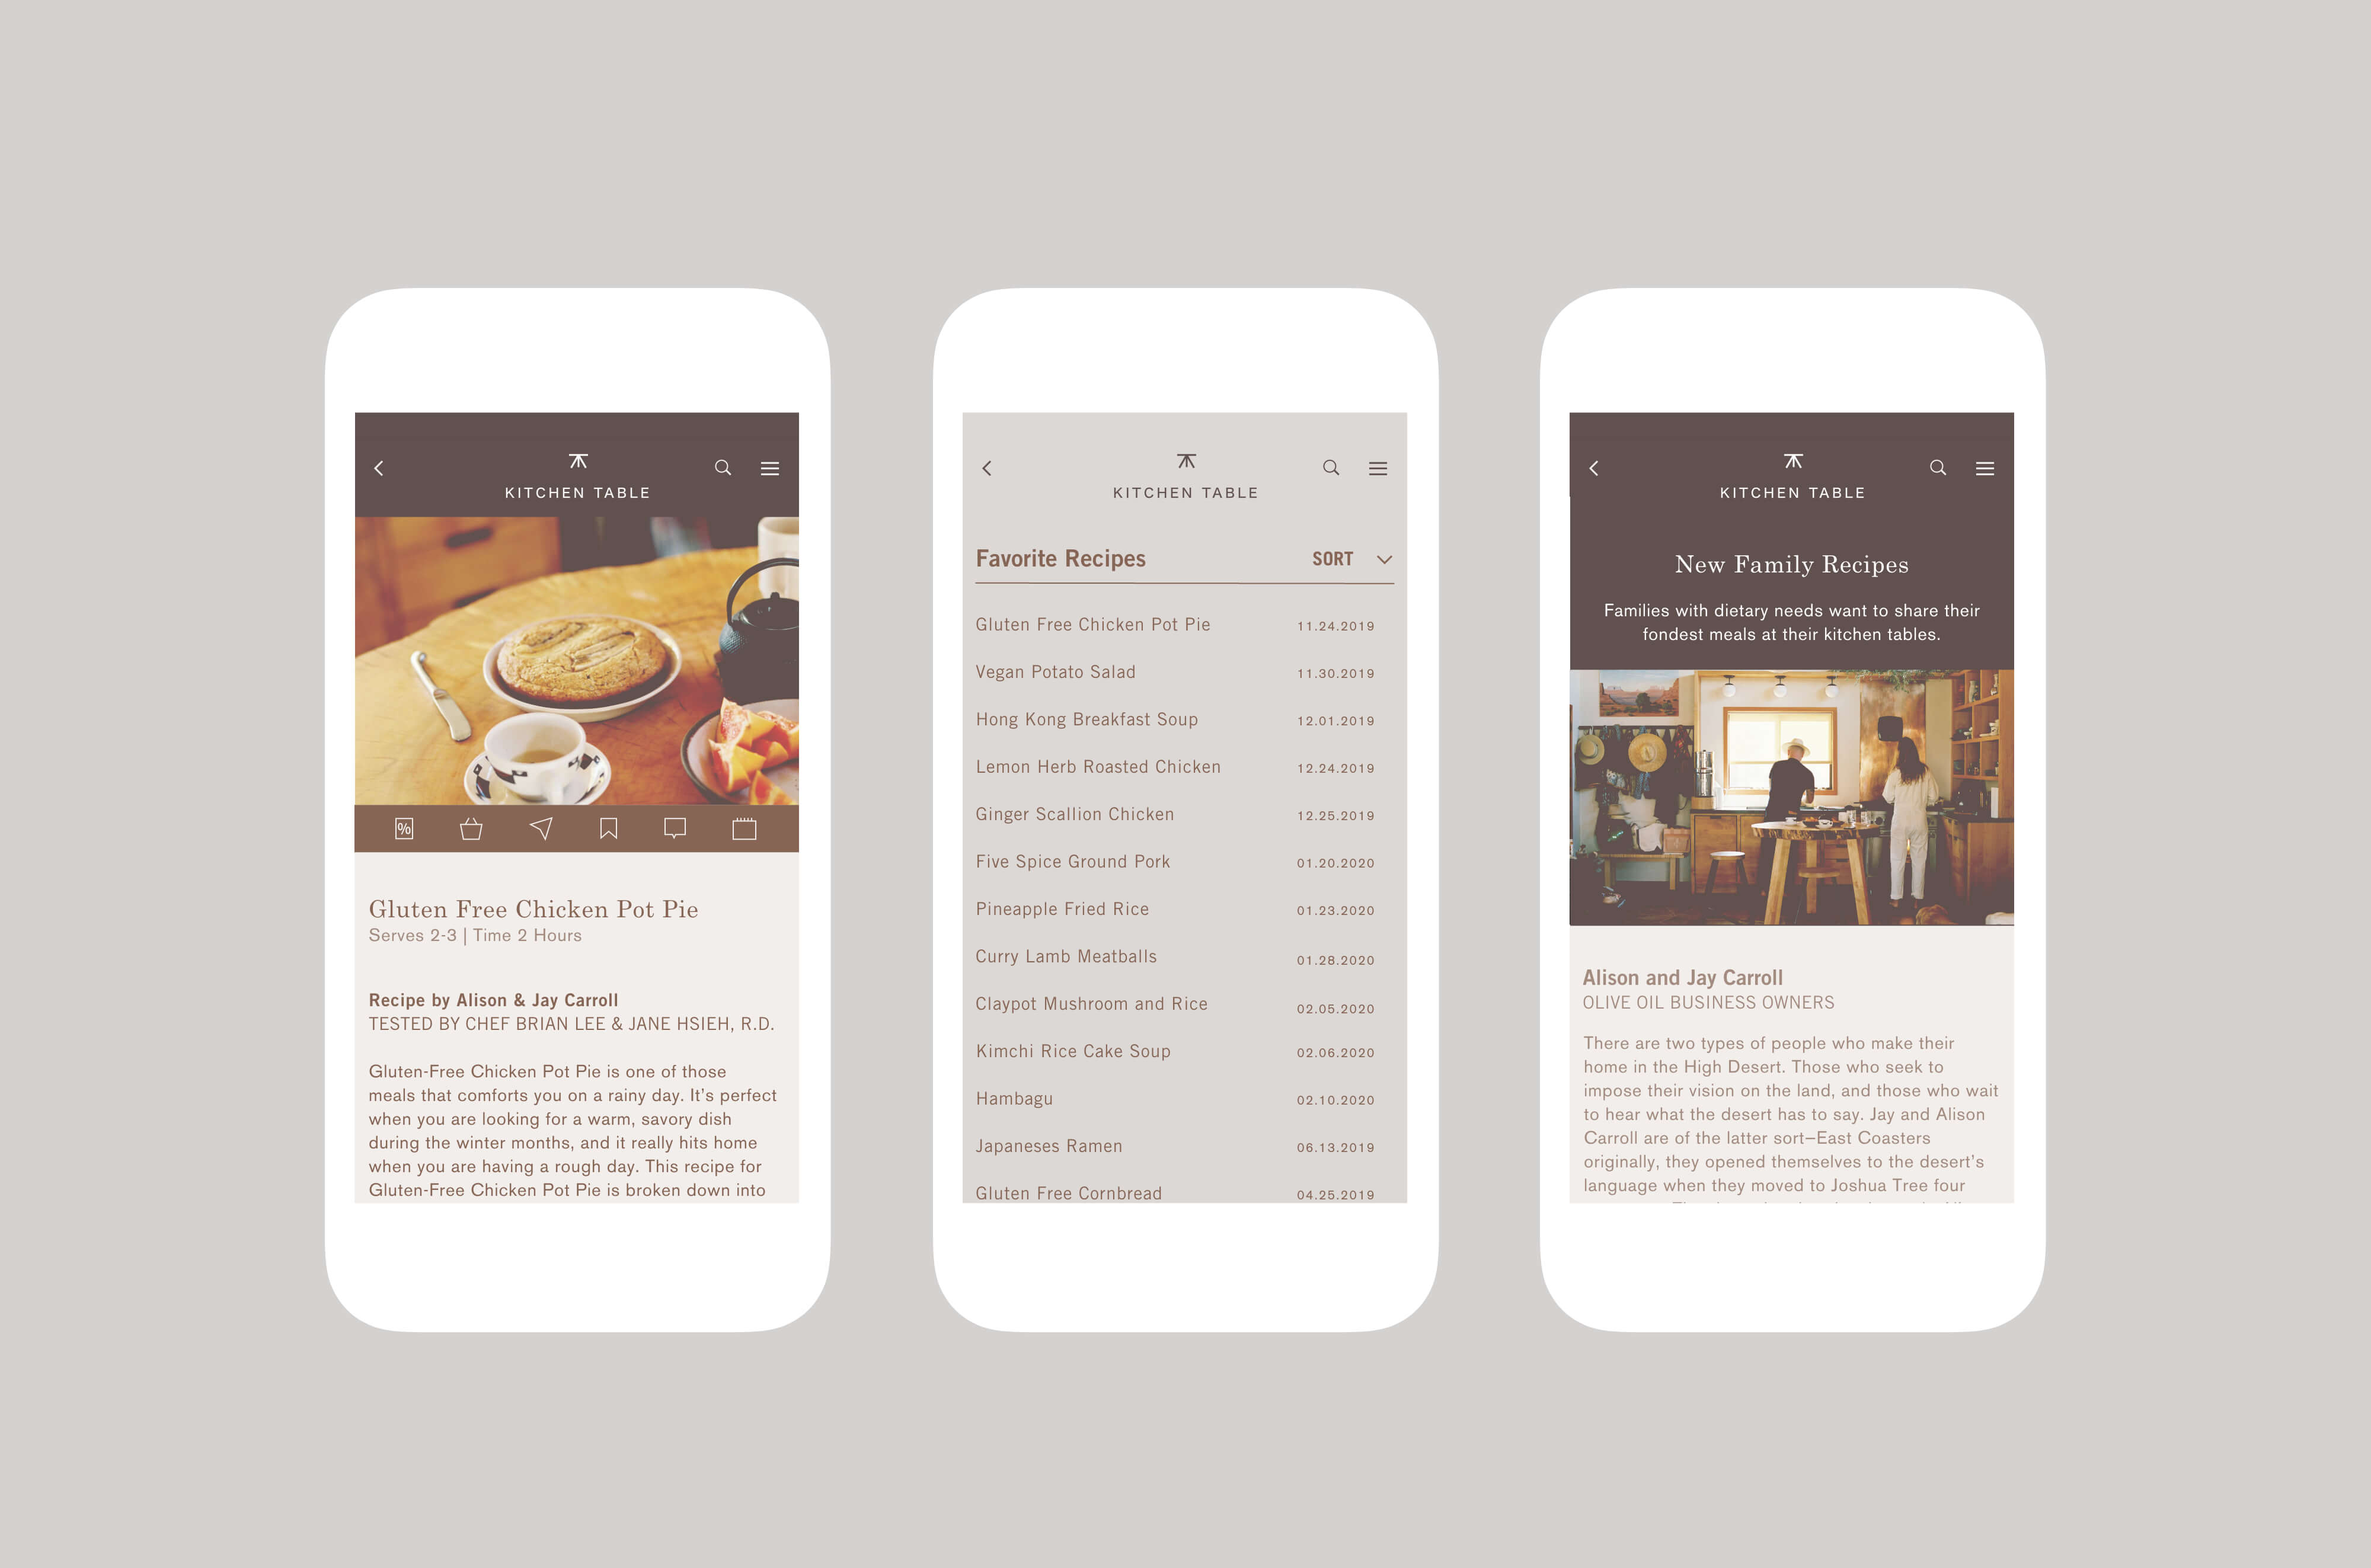 KITCHEN TABLE
%
Gluten Free Chicken Pot Pie
Serves 2-3 | Time 2 Hours
Recipe by Alison & Jay Carroll
TESTED BY CHEF BRIAN LEE & JANE HSIEH, R.D.
Gluten-Free Chicken Pot Pie is one of those
meals that comforts you on a rainy day. It's perfect
when you are looking for a warm, savory dish
during the winter months, and it really hits home
when you are having a rough day. This recipe for
Gluten-Free Chicken Pot Pie is broken down into
KITCHEN TABLE
Favorite Recipes SORT
Gluten Free Chicken Pot Pie 11.24.2019
Vegan Potato Salad 11.30.2019
Hong Kong Breakfast Soup 12.01.2019
Lemon Herb Roasted Chicken 12.24.2019
Ginger Scallion Chicken 12.25.2019
Five Spice Ground Pork 01.20.2020
Pineapple Fried Rice 01.23.2020
Curry Lamb Meatballs 01.28.2020
Claypot Mushroom and Rice 02.05.2020
Kimchi Rice Cake Soup 02.06.2020
Hambagu 02.10.2020
Japaneses Ramen 06.13.2019
Gluten Free Cornbread 04.25.2019
KITCHEN TABLE
New Family Recipes
Families with dietary needs want to share their
fondest meals at their kitchen tables.
Alison and Jay Carroll
OLIVE OIL BUSINESS OWNERS
There are two types of people who make their
home in the High Desert. Those who seek to
impose their vision on the land, and those who wait
to hear what the desert has to say. Jay and Alison
Carroll are of the latter sort–East Coasters
originally, they opened themselves to the desert's
language when they moved to Joshua Tree four